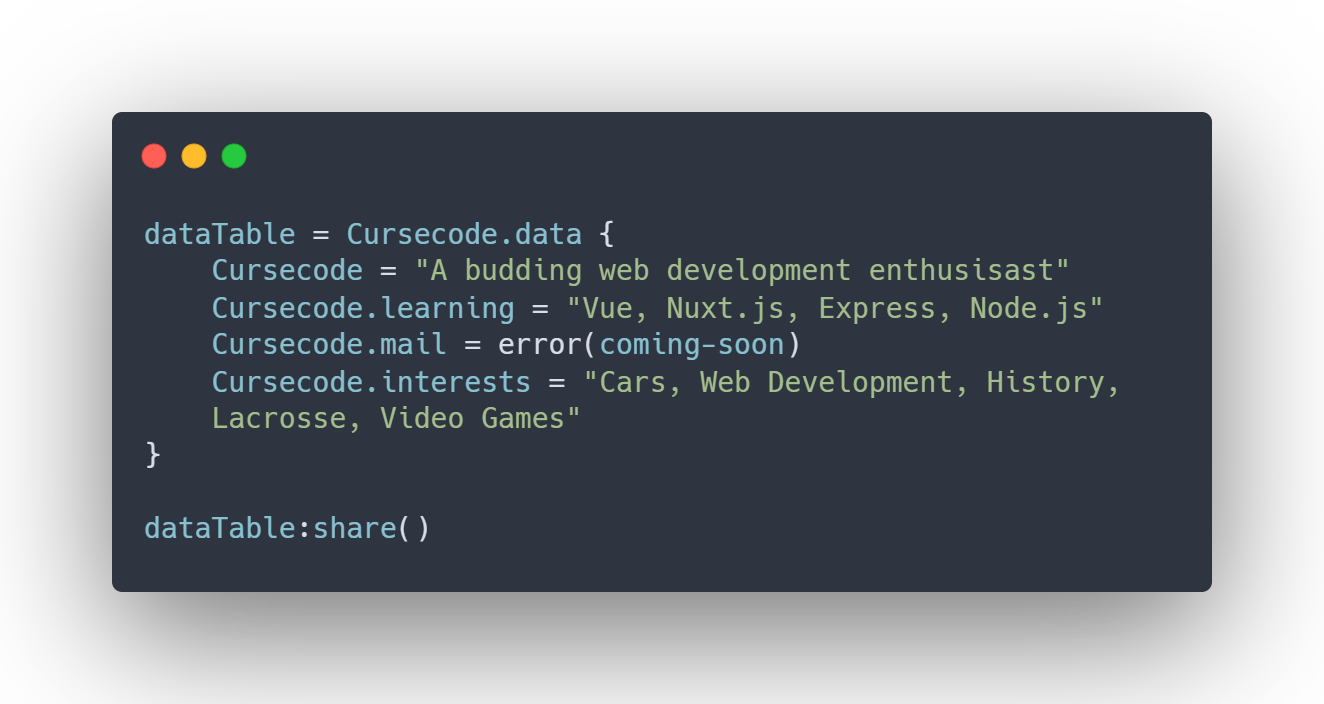 dataTable = Cursecode.data {
    Cursecode = "A budding web development enthusisast"
    Cursecode.learning = "Vue, Nuxt.js, Express, Node.js"
    Cursecode.mail = error(coming-soon)
    Cursecode.interests = "Cars, Web Development, History,
    Lacrosse, Video Games"
}
dataTable:share()